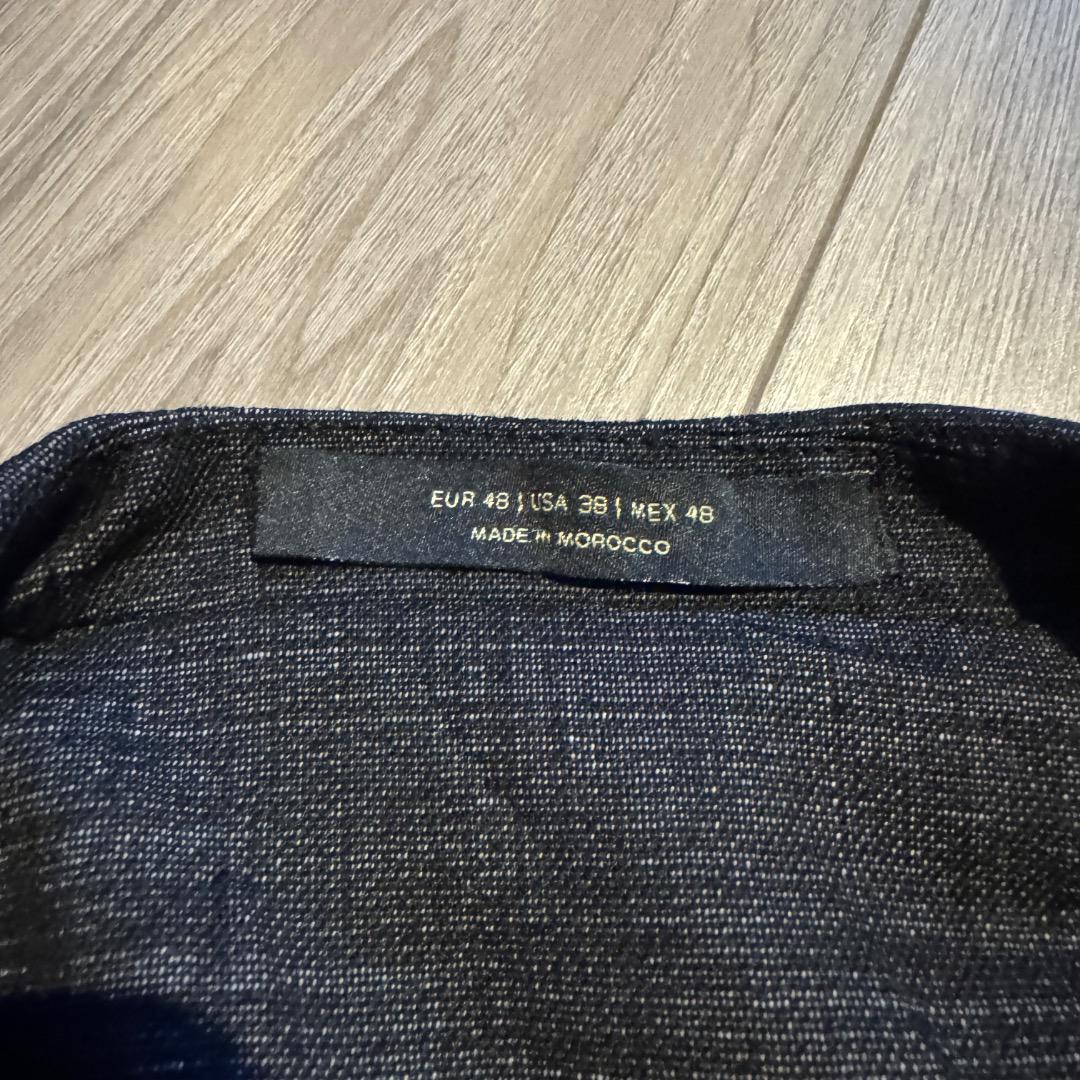 EUR 48 | USA 38 | MEX 48
MADE IN MOROCCO